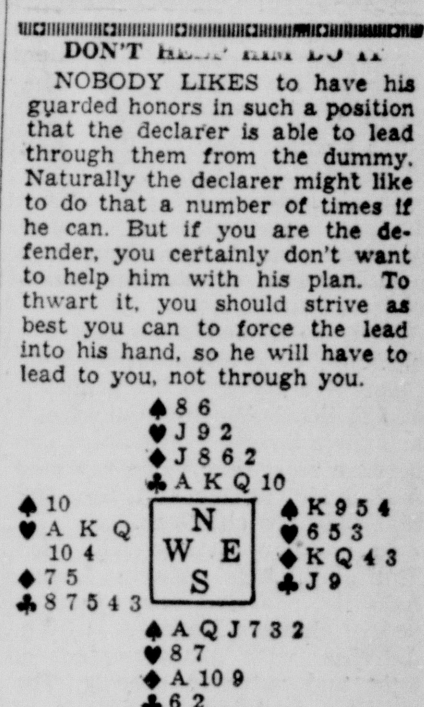 DON'T
NOBODY LIKES to have his
guarded honors in such a position
that the declarer is able to lead
through them from the dummy.
Naturally the declarer might like
to do that a number of times if
he can. But if you are the de-
fender, you certainly don't want
to help him with his plan. To
thwart it, you should strive as
best you can to force the lead
into his hand, so he will have to
lead to you, not through you.
♠ 8 6
♥ J 9 2
♦ J 8 6 2
♣ A K Q 10
♠ 10
♥ A K Q
10 4
♦ 7 5
♣ 8 7 5 4 3
N
W E
S
♠ K 9 5 4
♥ 6 5 3
♦ K Q 4 3
♣ J 9
♠ A Q J 7 3 2
♥ 8 7
♦ A 10 9
♣ 6 2